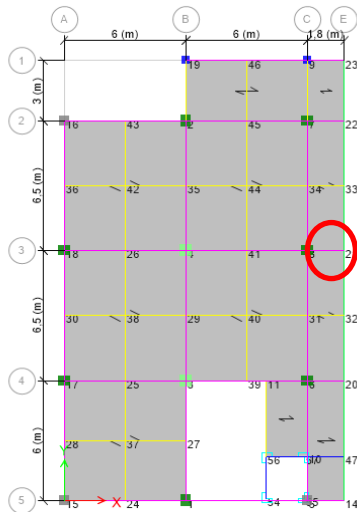 A B C E
6 (m) 6 (m) 1,8 (m)
1 19 46 9 23
3 (m)
2 16 43 2 45 7 22
6,5 (m)
36 42 35 44 34 33
3 18 26 41 8 2
6,5 (m)
30 38 29 40 31 32
4 17 25 3 39 11 6 20
6 (m)
28 37 27
56 10 47
X
5 15 24 1 54 5 14